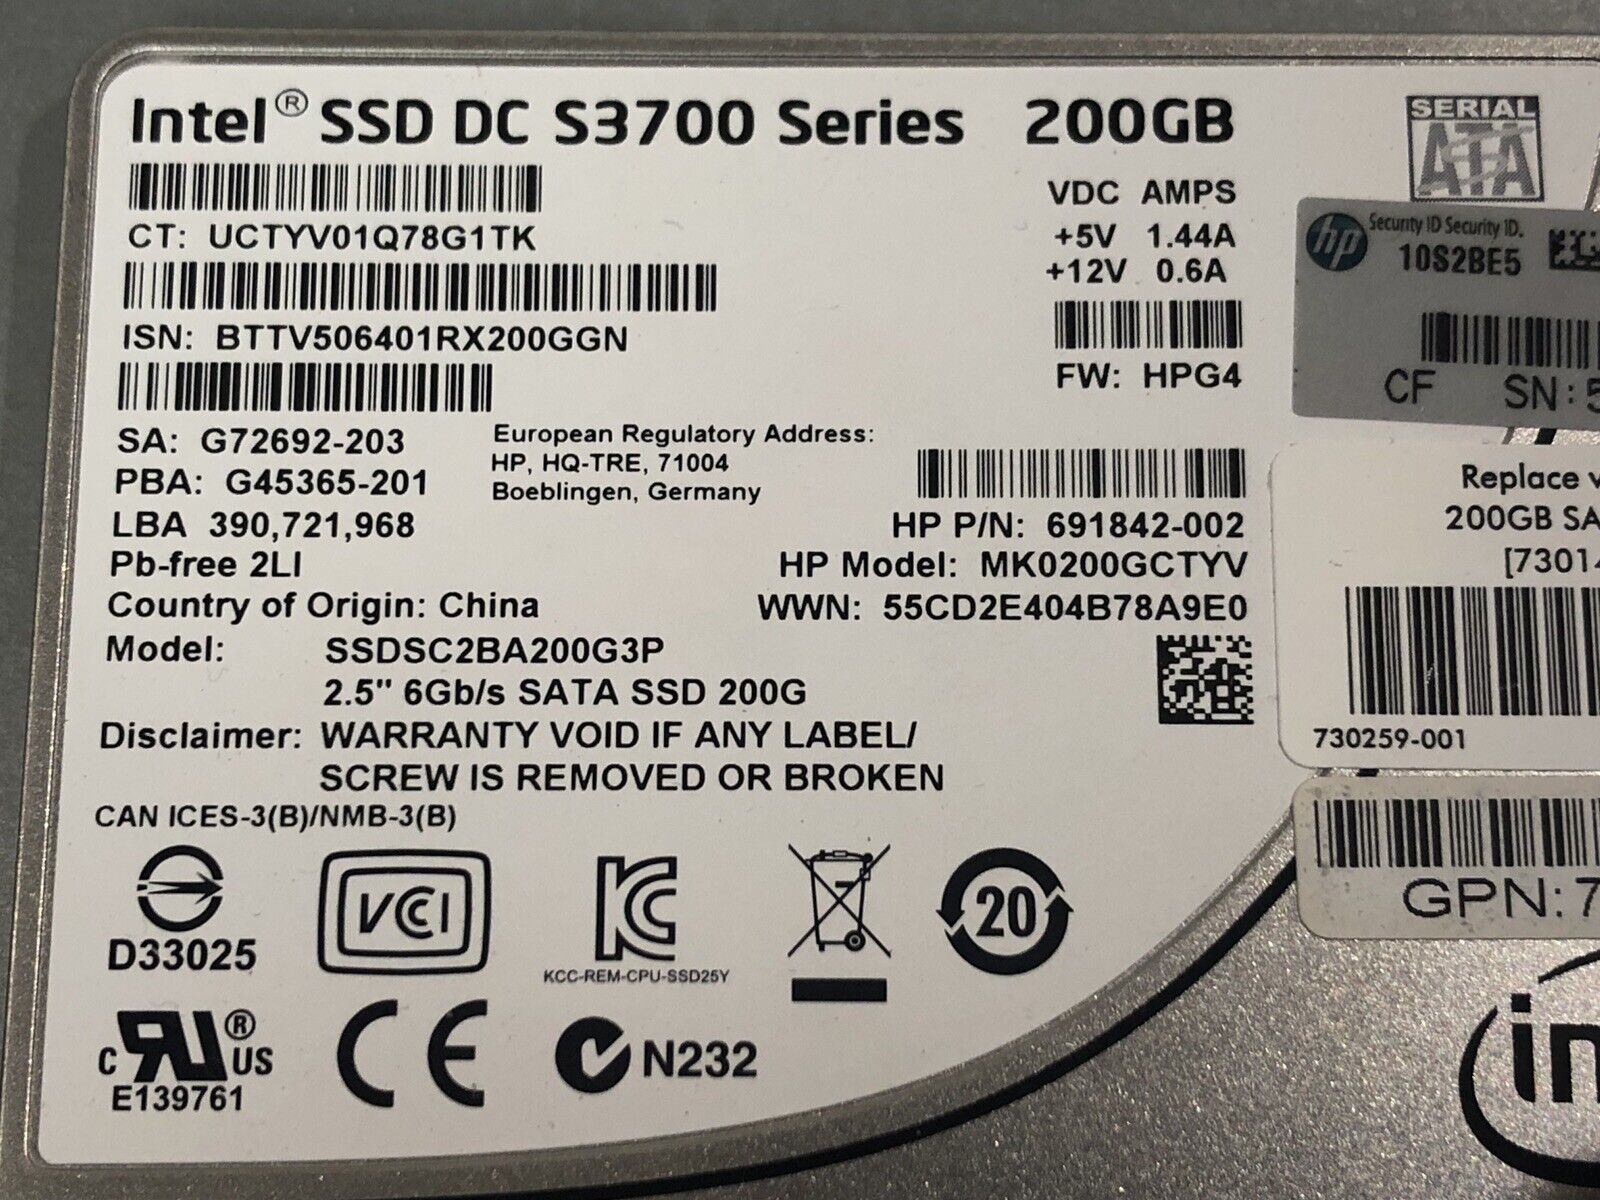 Intel® SSD DC S3700 Series 200GB
SERIAL
ATA
VDC AMPS
CT: UCTYV01Q78G1TK
+5V 1.44A
+12V 0.6A
hp Security ID Security ID.
10S2BE5
ISN: BTTV506401RX200GGN
FW: HPG4
CF SN: 5
SA: G72692-203
PBA: G45365-201
LBA 390,721,968
Pb-free 2LI
Country of Origin: China
European Regulatory Address:
HP, HQ-TRE, 71004
Boeblingen, Germany
HP P/N: 691842-002
HP Model: MK0200GCTYV
WWN: 55CD2E404B78A9E0
Replace
200GB
730259-001
Model: SSDSC2BA200G3P
2.5" 6Gb/s SATA SSD 200G
Disclaimer: WARRANTY VOID IF ANY LABEL/
SCREW IS REMOVED OR BROKEN
CAN ICES-3(B)/NMB-3(B)
GPN:7
D33025
VCI
KCC-REM-CPU-SSD25Y
20
C RU® US
E139761
CE
N232